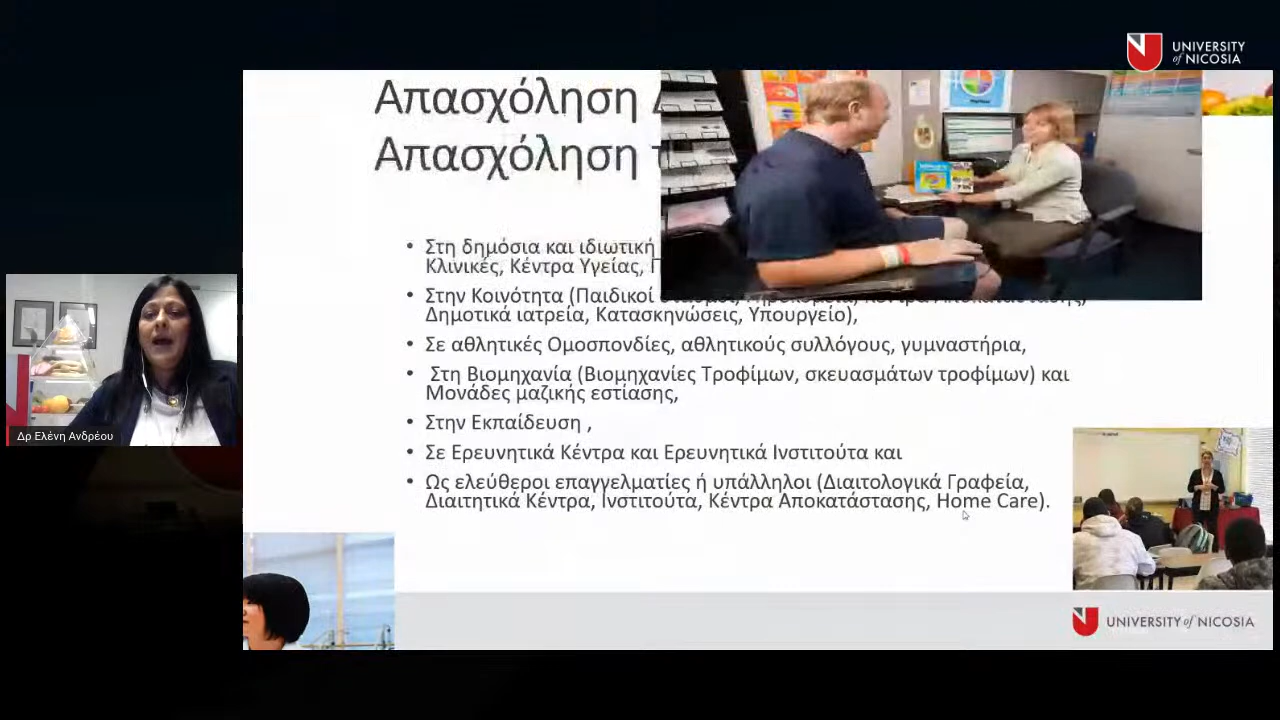 UNIVERSITY
of NICOSIA
Απασχόληση
Απασχόληση
• Στη δημόσια και ιδιωτική
Κλινικές, Κέντρα Υγείας,
• Στην Κοινότητα (Παιδικοί
Δημοτικά ιατρεία, Κατασκηνώσεις, Υπουργείο),
• Σε αθλητικές Ομοσπονδίες, αθλητικούς συλλόγους, γυμναστήρια,
• Στη Βιομηχανία (Βιομηχανίες Τροφίμων, σκευασμάτων τροφίμων) και
Μονάδες μαζικής εστίασης,
• Στην Εκπαίδευση ,
• Σε Ερευνητικά Κέντρα και Ερευνητικά Ινστιτούτα και
• Ως ελεύθεροι επαγγελματίες ή υπάλληλοι (Διαιτολογικά Γραφεία,
Διαιτητικά Κέντρα, Ινστιτούτα, Κέντρα Αποκατάστασης, Home Care).
Δρ Ελένη Ανδρέου
UNIVERSITY of NICOSIA